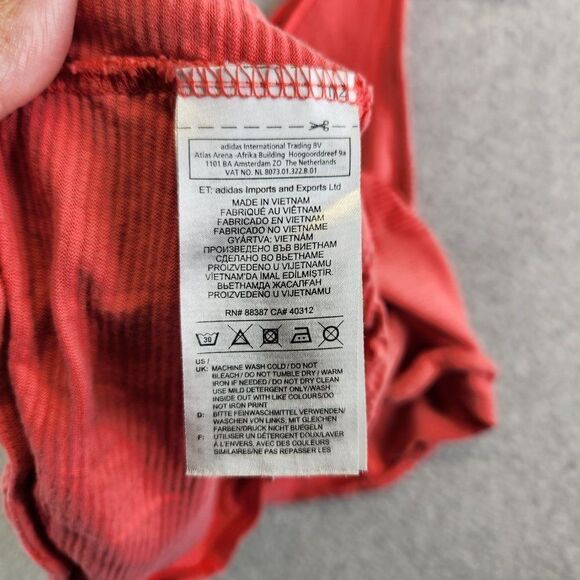 adidas International Trading BV
Atlas Arena -Afrika Building Hoogoorddreef 9a
1101 BA Amsterdam ZO The Netherlands
VAT NO. NL 8073.01.322.B.01
ET: adidas Imports and Exports Ltd
MADE IN VIETNAM
FABRIQUÉ AU VIÊTNAM
FABRICADO EN VIETNAM
FABRICADO NO VIETNAME
GYÁRTVA: VIETNÁM
ПРОИЗВЕДЕНО ВЪВ ВИЕТНАМ
СДЕЛАНО ВО ВЬЕТНАМЕ
PROIZVEDENO U VIJETNAMU
VİETNAM'DA İMAL EDİLMİŞTİR.
ВЬЕТНАМДА ЖАСАЛҒАН
PROIZVEDENO U VIJETNAMU
RN# 88387 CA# 40312
30
US /
UK: MACHINE WASH COLD / DO NOT
BLEACH / DO NOT TUMBLE DRY / WARM
IRON IF NEEDED / DO NOT DRY CLEAN
USE MILD DETERGENT ONLY/WASH
INSIDE OUT WITH LIKE COLOURS/DO
NOT IRON PRINT
D: BITTE FEINWASCHMITTEL VERWENDEN/
WASCHEN VON LINKS, MIT GLEICHEN
FARBEN/DRUCK NICHT BUEGELN
F: UTILISER UN DÉTERGENT DOUX/LAVER
À L'ENVERS, AVEC DES COULEURS
SIMILAIRES/NE PAS REPASSER LES